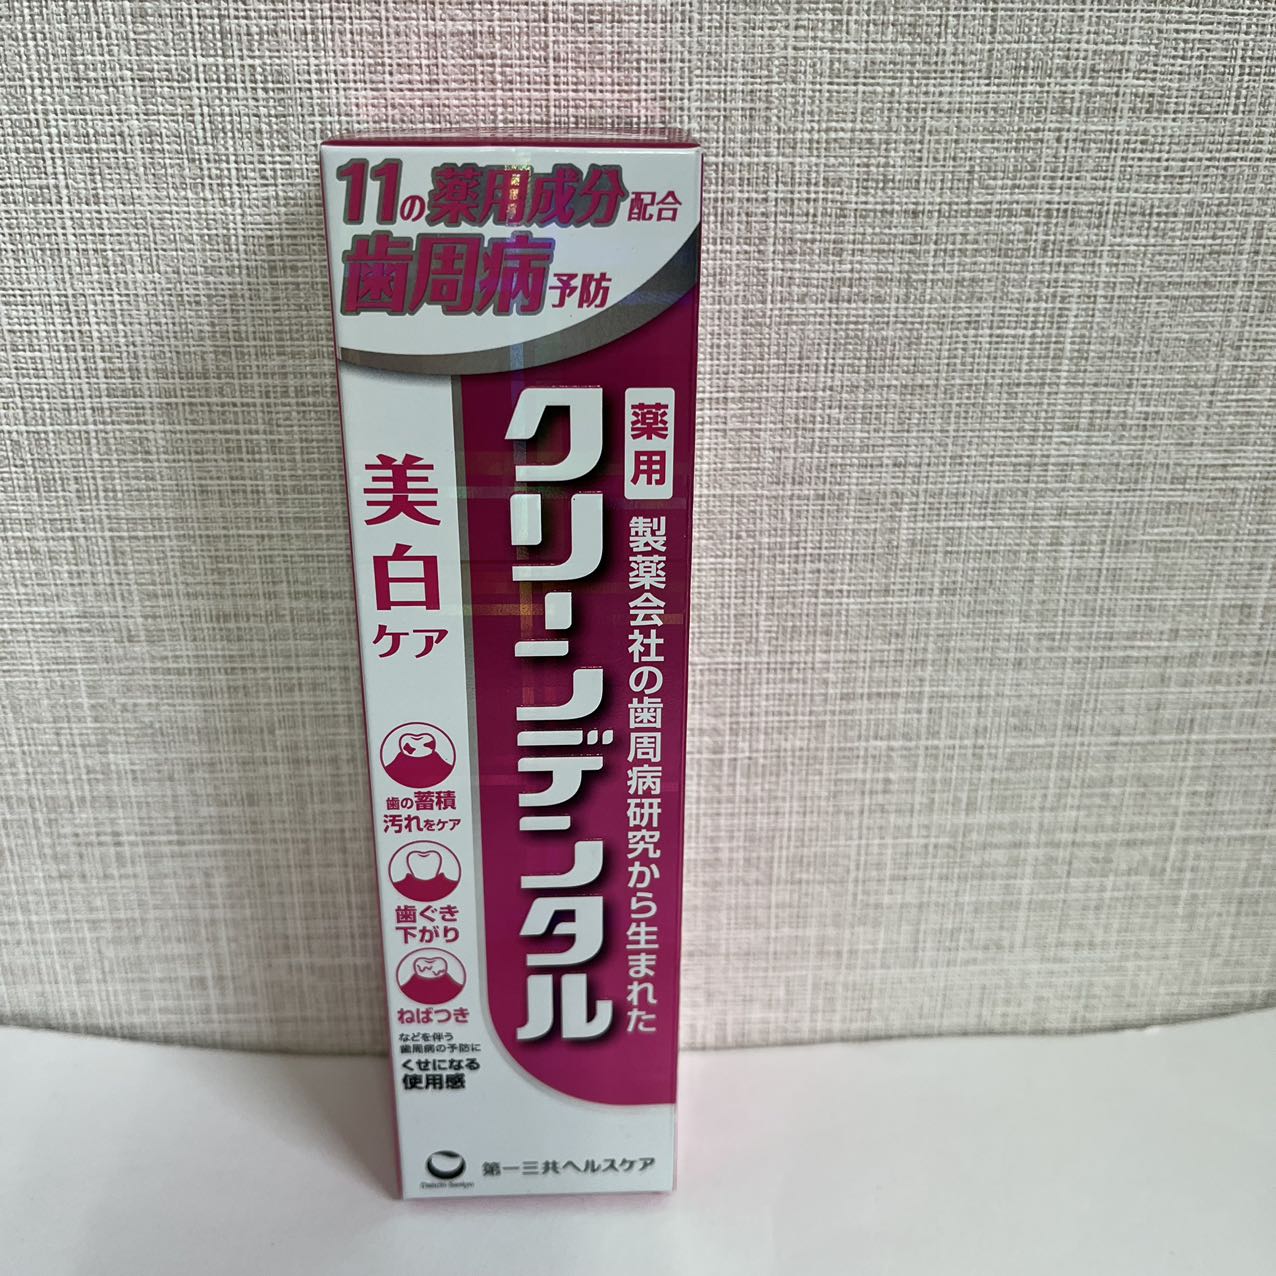 11の薬用成分配合
歯周病予防
薬用
製薬会社の歯周病研究から生まれた
クリーンデンタル
美白
ケア
歯の蓄積
汚れをケア
歯ぐき
下がり
ねばつき
などを伴う
歯周病の予防に
くせになる
使用感
Daiichi-Sankyo
第一三共ヘルスケア